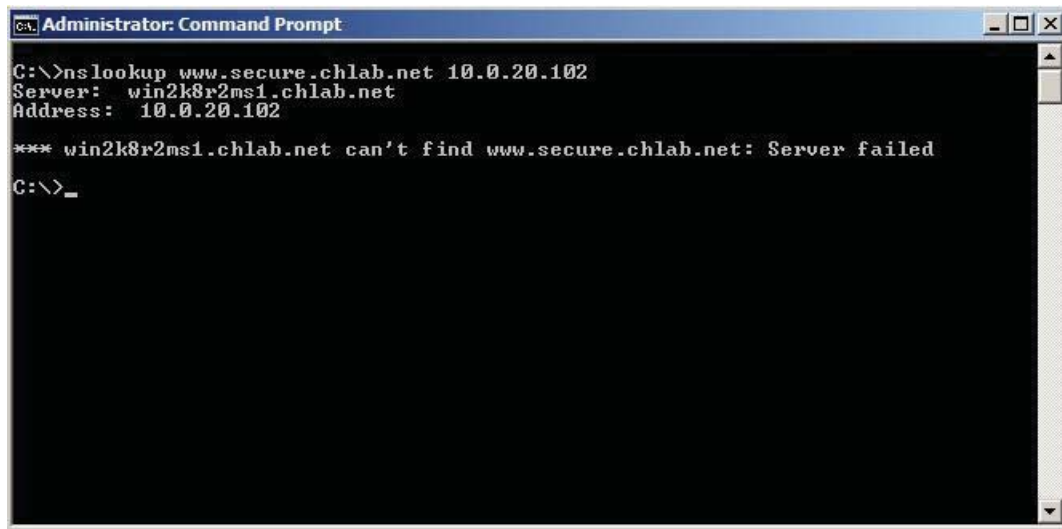 Administrator: Command Prompt
C:\>nslookup www.secure.chlab.net 10.0.20.102
Server:  win2k8r2ms1.chlab.net
Address:  10.0.20.102
*** win2k8r2ms1.chlab.net can't find www.secure.chlab.net: Server failed
C:\>_